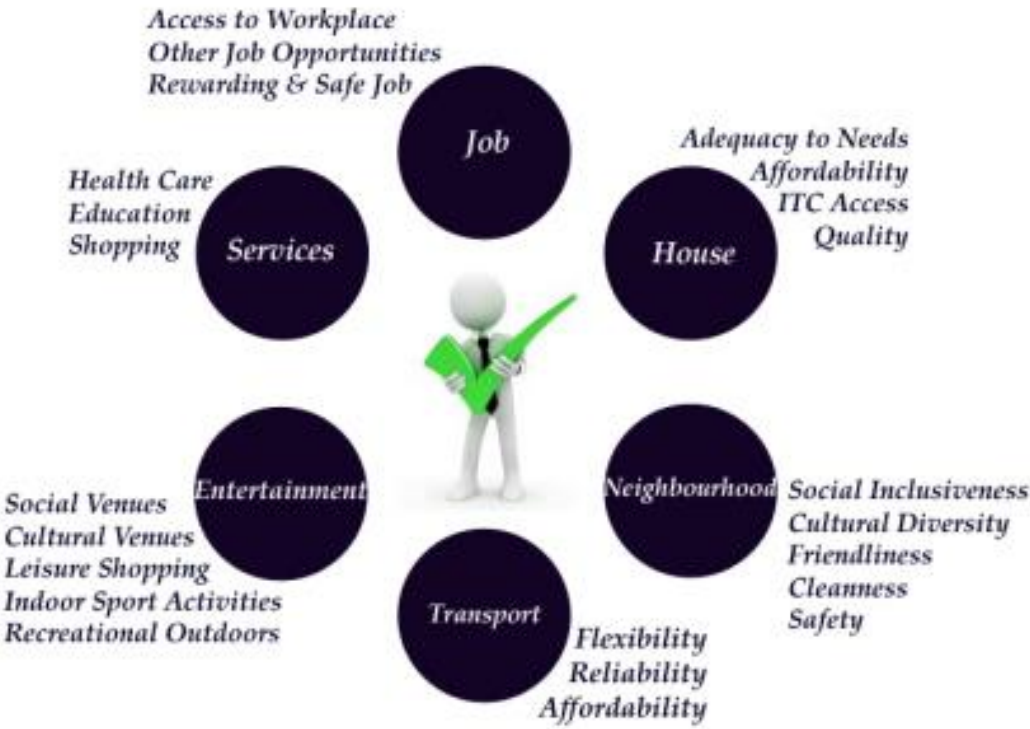 Access to Workplace
Other Job Opportunities
Rewarding & Safe Job
Job
Adequacy to Needs
Affordability
ITC Access
Quality
House
Health Care
Education
Shopping
Services
Entertainment
Social Venues
Cultural Venues
Leisure Shopping
Indoor Sport Activities
Recreational Outdoors
Neighbourhood
Social Inclusiveness
Cultural Diversity
Friendliness
Cleanness
Safety
Transport
Flexibility
Reliability
Affordability